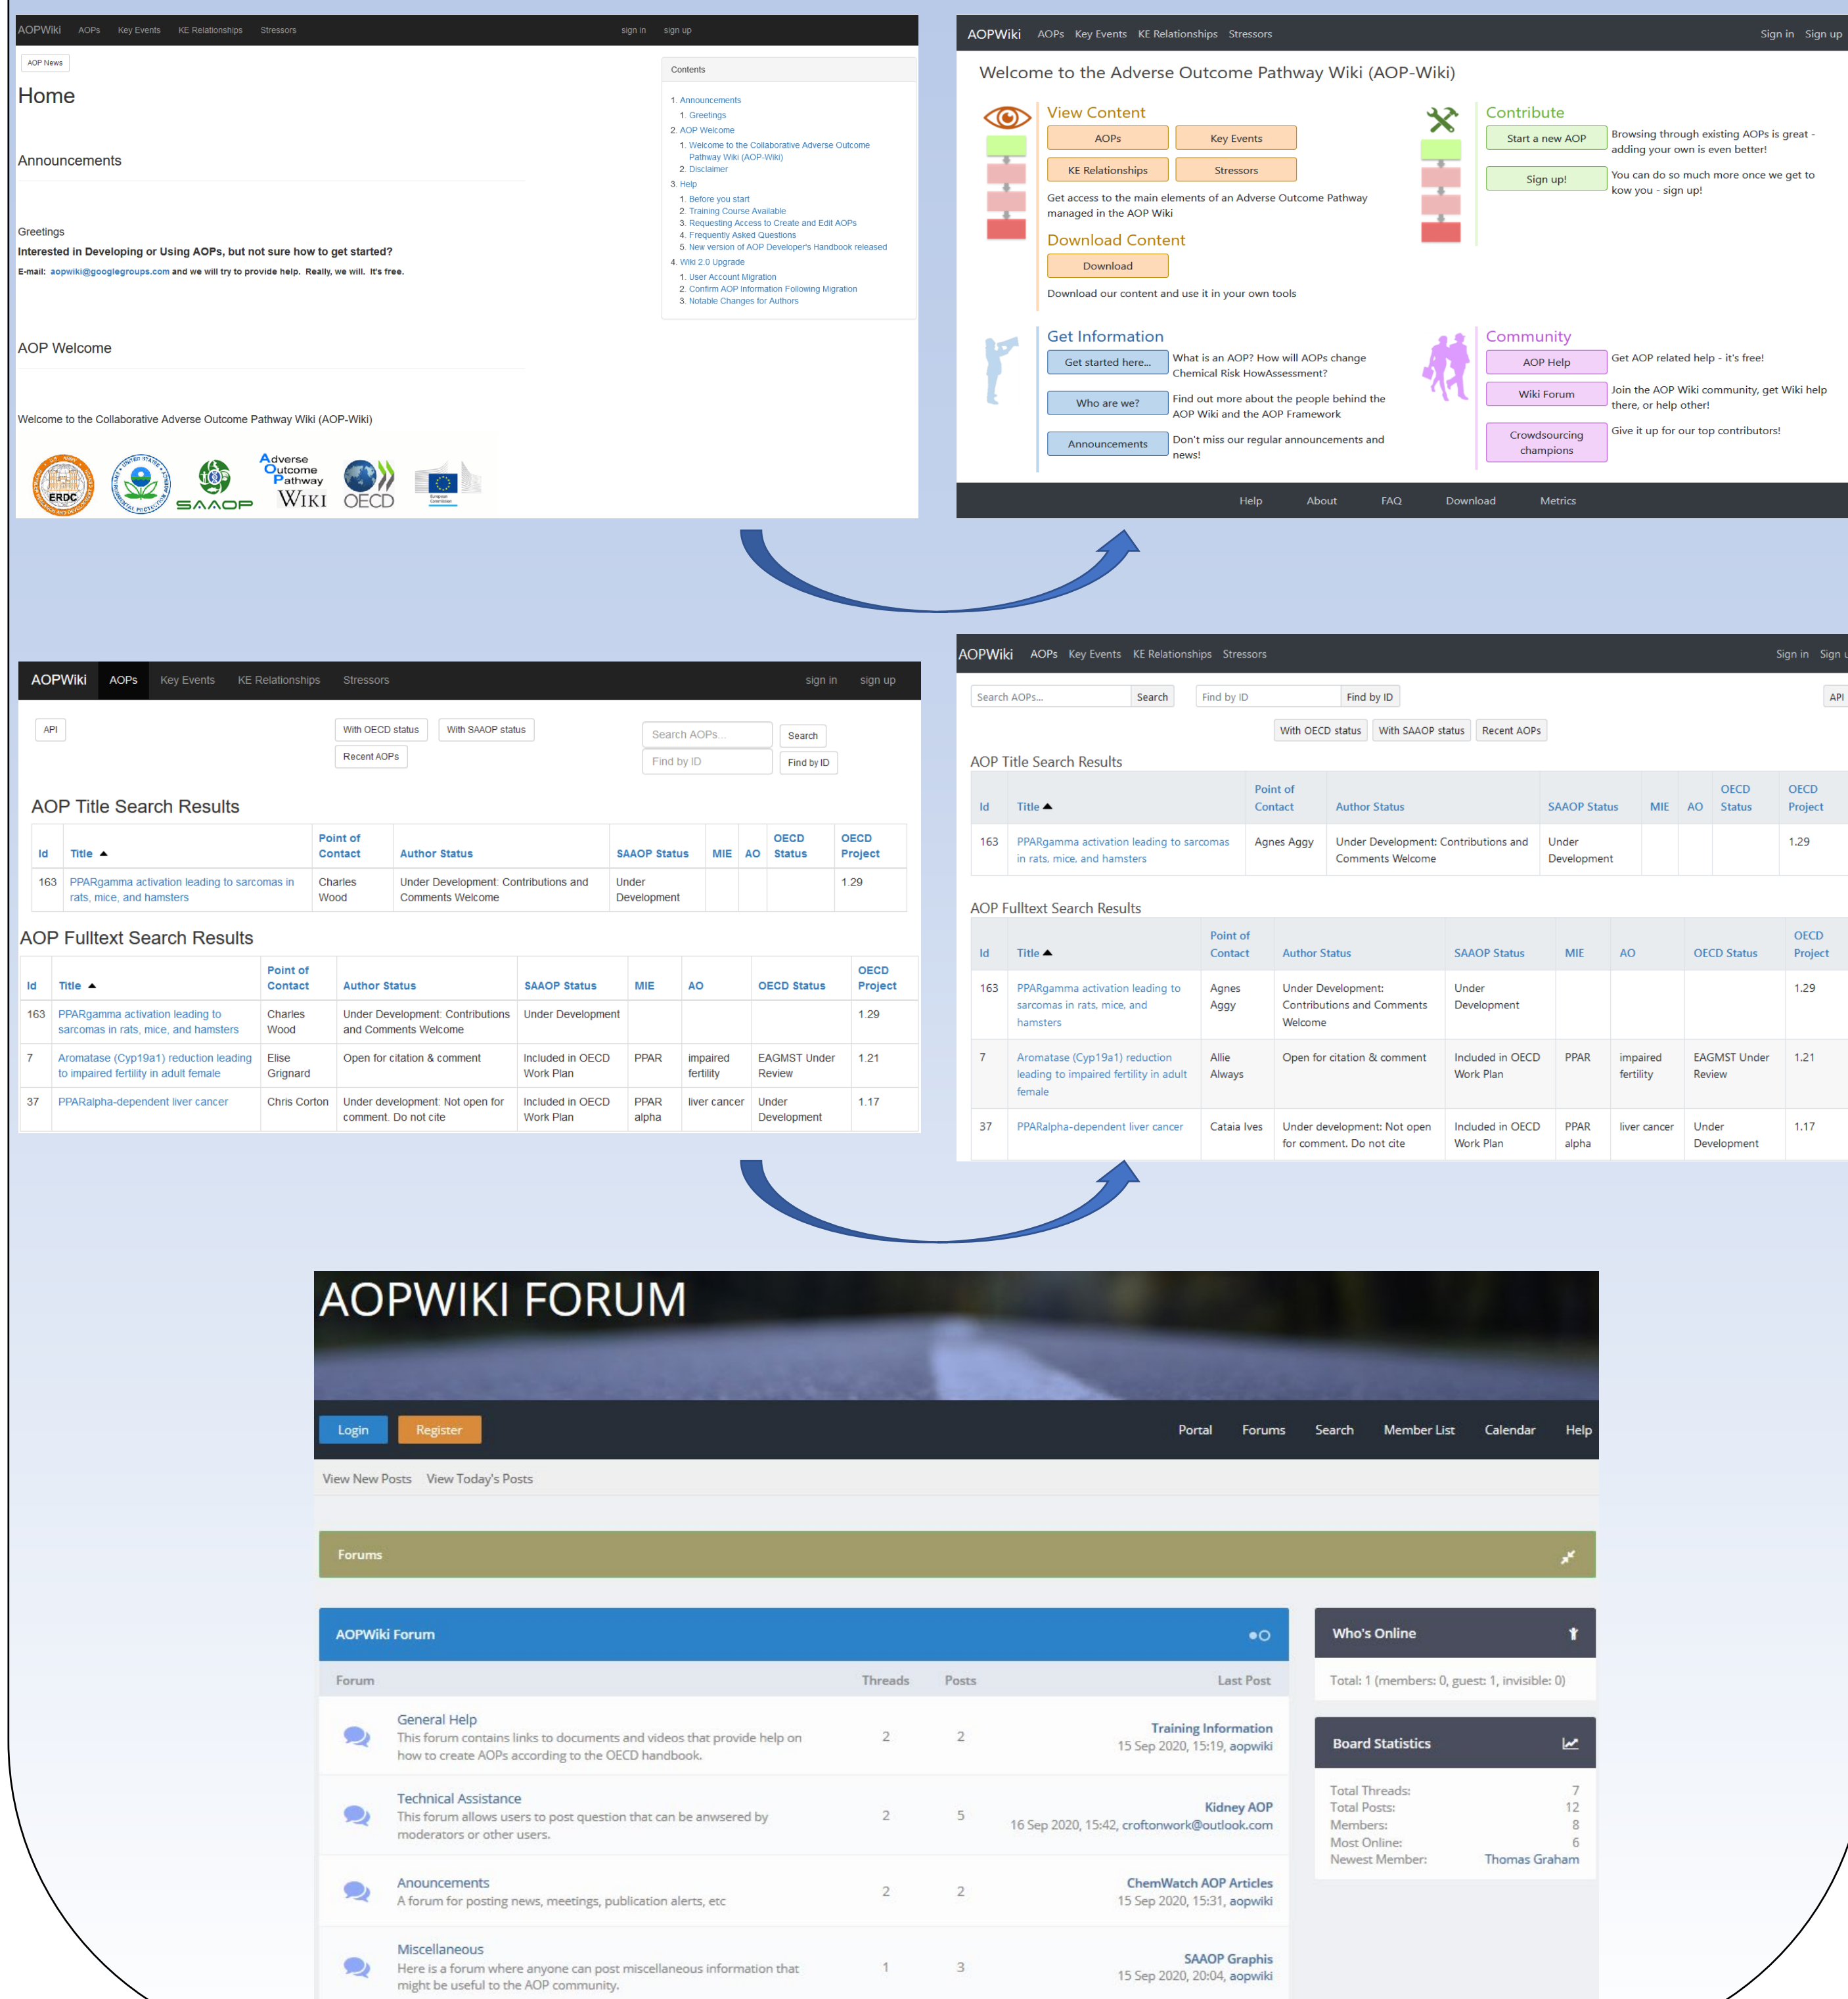 AOPWiki AOPs Key Events KE Relationships Stressors sign in sign up
AOP News
Home
Announcements
Greetings
Interested in Developing or Using AOPs, but not sure how to get started?
E-mail: aopwiki@googlegroups.com and we will try to provide help. Really, we will. It's free.
AOP Welcome
Welcome to the Collaborative Adverse Outcome Pathway Wiki (AOP-Wiki)
ERDC
SAAOP
Adverse
Outcome
Pathway
WIKI
OECD
Contents
1. Announcements
1. Greetings
2. AOP Welcome
1. Welcome to the Collaborative Adverse Outcome
Pathway Wiki (AOP-Wiki)
2. Disclaimer
3. Help
1. Before you start
2. Training Course Available
3. Requesting Access to Create and Edit AOPs
4. Frequently Asked Questions
5. New version of AOP Developer's Handbook released
4. Wiki 2.0 Upgrade
1. User Account Migration
2. Confirm AOP Information Following Migration
3. Notable Changes for Authors
AOPWiki AOPs Key Events KE Relationships Stressors Sign in Sign up
Welcome to the Adverse Outcome Pathway Wiki (AOP-Wiki)
View Content
AOPs Key Events
KE Relationships Stressors
Get access to the main elements of an Adverse Outcome Pathway
managed in the AOP Wiki
Download Content
Download
Download our content and use it in your own tools
Contribute
Start a new AOP
Browsing through existing AOPs is great -
adding your own is even better!
Sign up!
You can do so much more once we get to
kow you - sign up!
Get Information
Get started here...
What is an AOP? How will AOPs change
Chemical Risk HowAssessment?
Who are we?
Find out more about the people behind the
AOP Wiki and the AOP Framework
Announcements
Don't miss our regular announcements and
news!
Community
AOP Help
Get AOP related help - it's free!
Wiki Forum
Join the AOP Wiki community, get Wiki help
there, or help other!
Crowdsourcing
champions
Give it up for our top contributors!
Help About FAQ Download Metrics
AOPWiki AOPs Key Events KE Relationships Stressors sign in sign up
API
With OECD status With SAAOP status
Recent AOPs
Search AOPs... Search
Find by ID Find by ID
AOP Title Search Results
Id Title ▲ Point of Contact Author Status SAAOP Status MIE AO OECD Status OECD Project
163 PPARgamma activation leading to sarcomas in Charles Under Development: Contributions and Under 1.29
rats, mice, and hamsters Wood Comments Welcome Development
AOP Fulltext Search Results
Id Title ▲ Point of Contact Author Status SAAOP Status MIE AO OECD Status OECD Project
163 PPARgamma activation leading to Charles Under Development: Contributions Under Development 1.29
sarcomas in rats, mice, and hamsters Wood and Comments Welcome
7 Aromatase (Cyp19a1) reduction leading Elise Open for citation & comment Included in OECD PPAR impaired EAGMST Under 1.21
to impaired fertility in adult female Grignard Work Plan fertility Review
37 PPARalpha-dependent liver cancer Chris Corton Under development: Not open for Included in OECD PPAR liver cancer Under 1.17
comment. Do not cite Work Plan alpha Development
AOPWiki AOPs Key Events KE Relationships Stressors Sign in Sign u
Search AOPs... Search Find by ID Find by ID API
With OECD status With SAAOP status Recent AOPs
AOP Title Search Results
Id Title ▲ Point of Contact Author Status SAAOP Status MIE AO OECD Status OECD Project
163 PPARgamma activation leading to sarcomas Agnes Aggy Under Development: Contributions and Under 1.29
in rats, mice, and hamsters Comments Welcome Development
AOP Fulltext Search Results
Id Title ▲ Point of Contact Author Status SAAOP Status MIE AO OECD Status OECD Project
163 PPARgamma activation leading to Agnes Under Development: Under 1.29
sarcomas in rats, mice, and Aggy Contributions and Comments Development
hamsters Welcome
7 Aromatase (Cyp19a1) reduction Allie Open for citation & comment Included in OECD PPAR impaired EAGMST Under 1.21
leading to impaired fertility in adult Always Work Plan fertility Review
female
37 PPARalpha-dependent liver cancer Cataia Ives Under development: Not open Included in OECD PPAR liver cancer Under 1.17
for comment. Do not cite Work Plan alpha Development
AOPWIKI FORUM
Login Register Portal Forums Search Member List Calendar Help
View New Posts View Today's Posts
Forums
AOPWiki Forum
Forum Threads Posts Last Post
General Help
This forum contains links to documents and videos that provide help on
how to create AOPs according to the OECD handbook.
2 2
Training Information
15 Sep 2020, 15:19, aopwiki
Technical Assistance
This forum allows users to post question that can be anwsered by
moderators or other users.
2 5
Kidney AOP
16 Sep 2020, 15:42, croftonwork@outlook.com
Anouncements
A forum for posting news, meetings, publication alerts, etc
2 2
ChemWatch AOP Articles
15 Sep 2020, 15:31, aopwiki
Miscellaneous
Here is a forum where anyone can post miscellaneous information that
might be useful to the AOP community.
1 3
SAAOP Graphis
15 Sep 2020, 20:04, aopwiki
Who's Online
Total: 1 (members: 0, guest: 1, invisible: 0)
Board Statistics
Total Threads: 7
Total Posts: 12
Members: 8
Most Online: 6
Newest Member: Thomas Graham